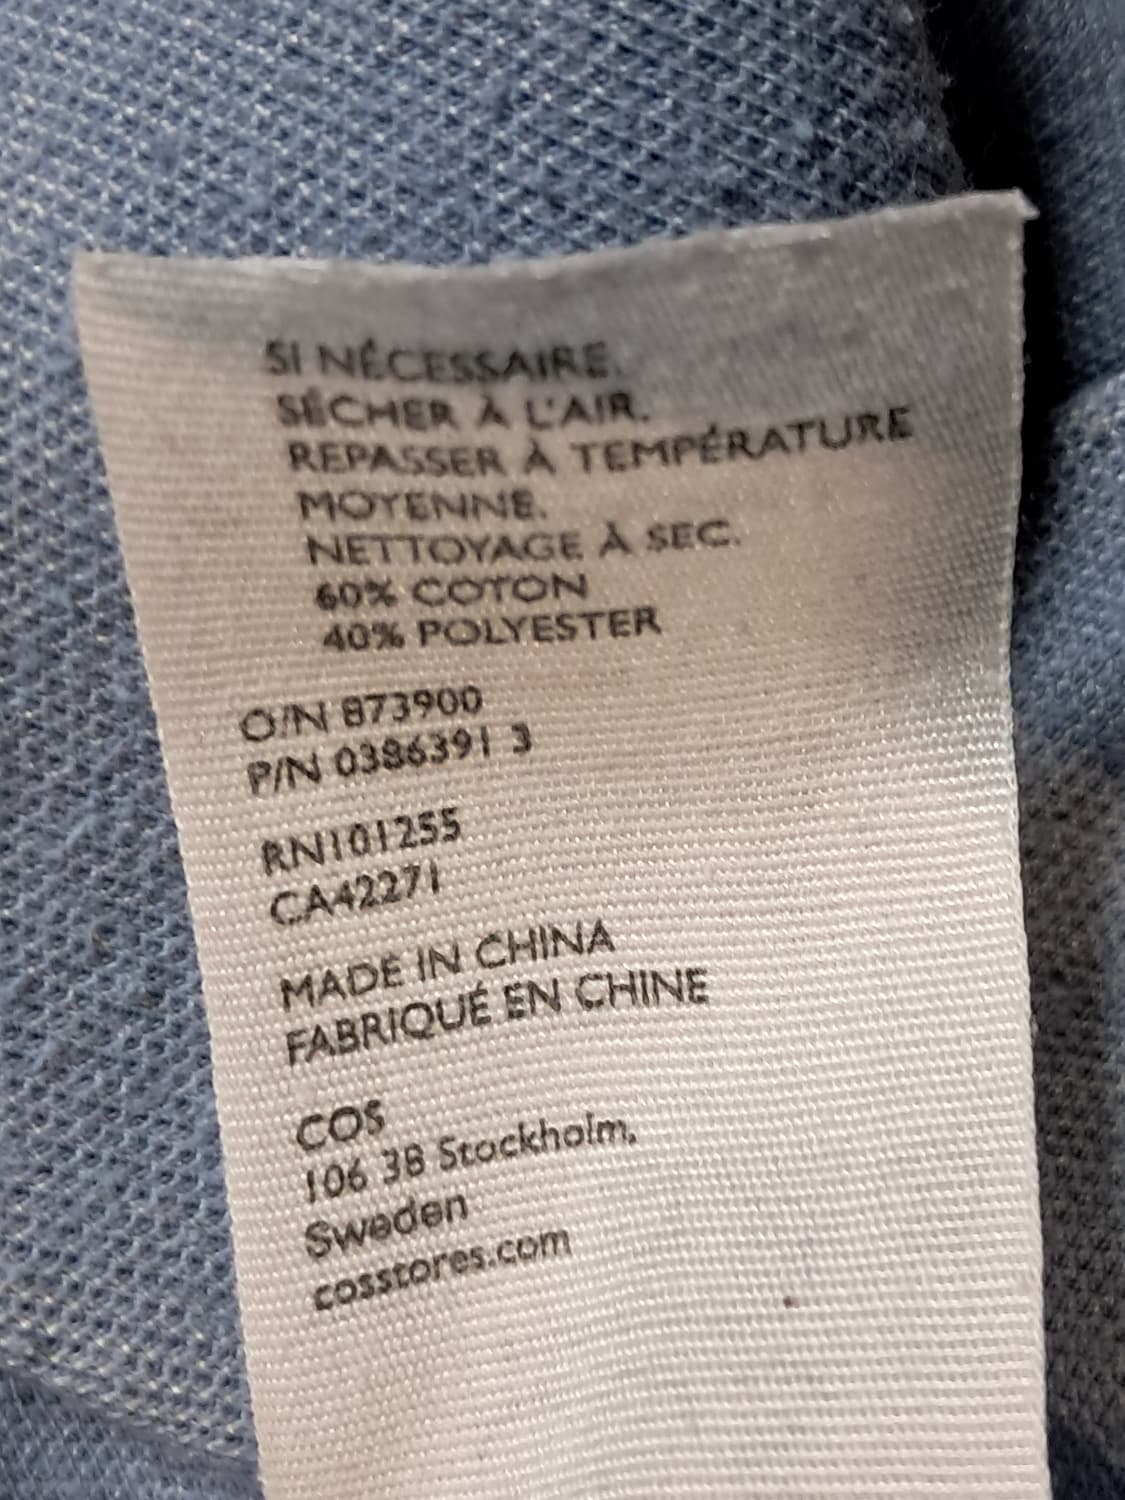 SI NÉCESSAIRE.
SÉCHER À L'AIR.
REPASSER À TEMPÉRATURE
MOYENNE.
NETTOYAGE À SEC.
60% COTON
40% POLYESTER
O/N 873900
P/N 0386391 3
RN101255
CA42271
MADE IN CHINA
FABRIQUÉ EN CHINE
COS
106 38 Stockholm,
Sweden
cosstores.com